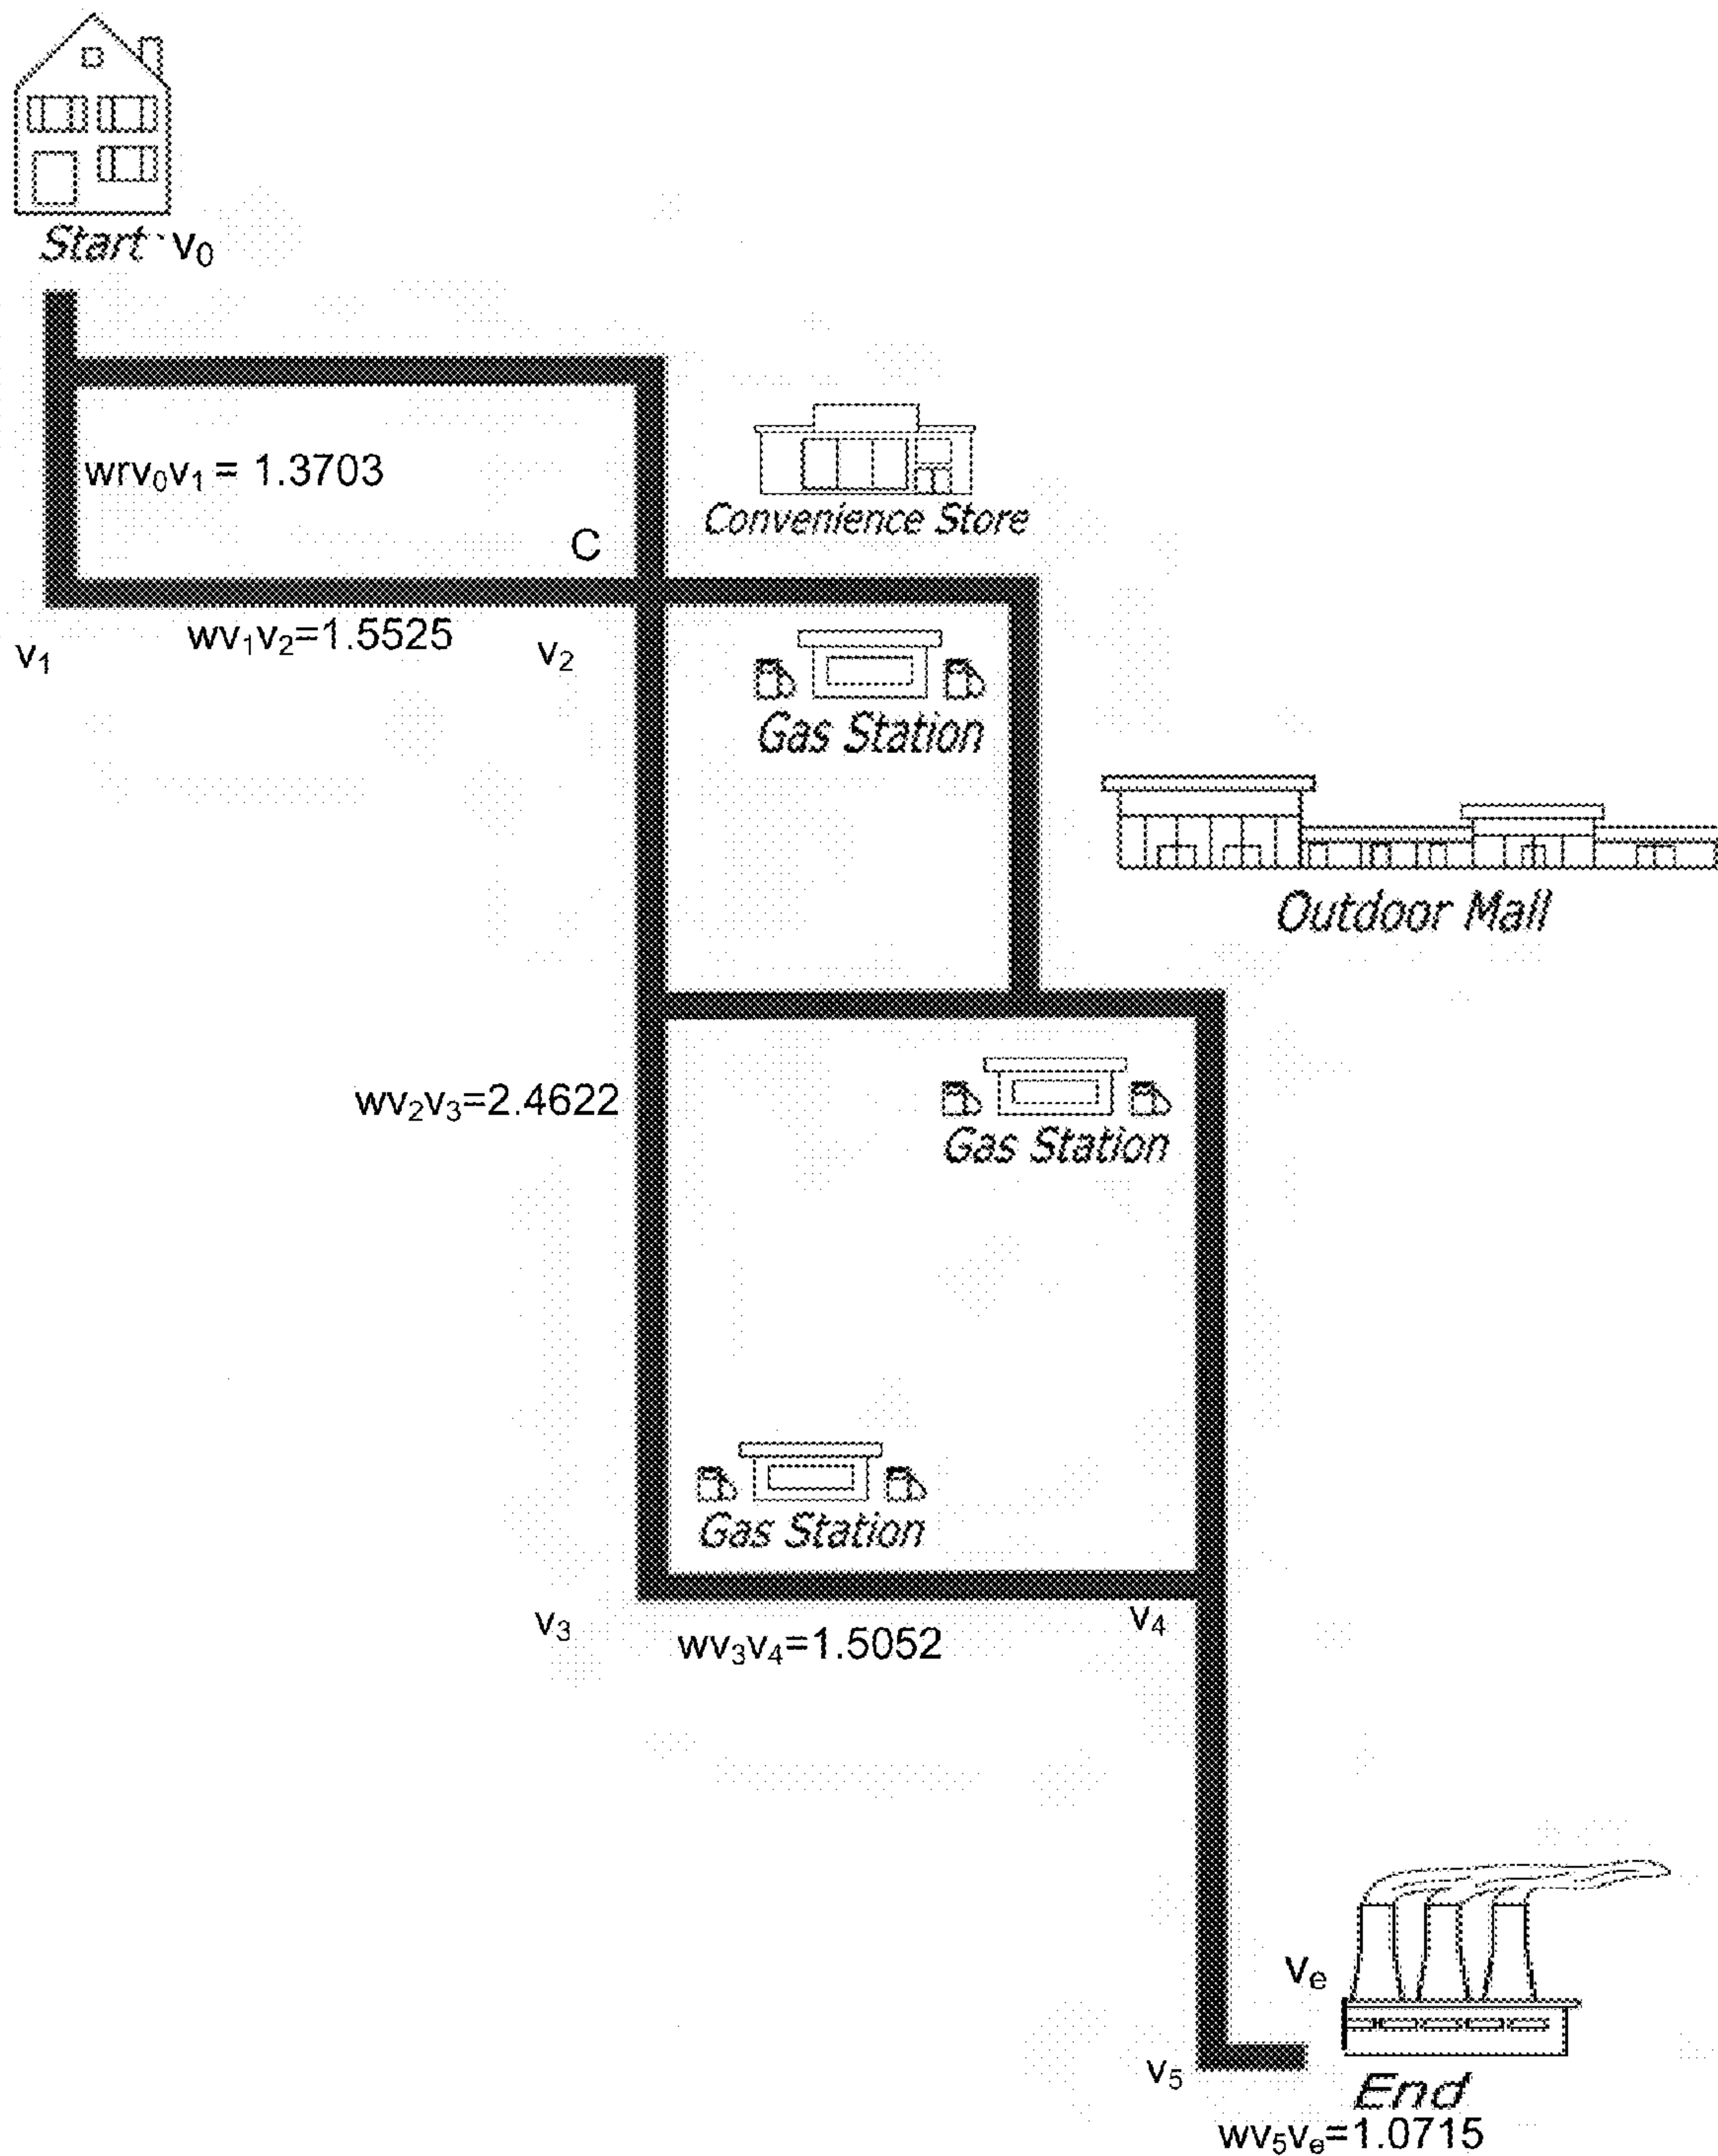 Start v₀
wrv₀v₁ = 1.3703
Convenience Store
C
wv₁v₂=1.5525
v₁
v₂
Gas Station
Outdoor Mall
wv₂v₃=2.4622
Gas Station
Gas Station
v₃
v₄
wv₃v₄=1.5052
vₑ
v₅
End
wv₅vₑ=1.0715